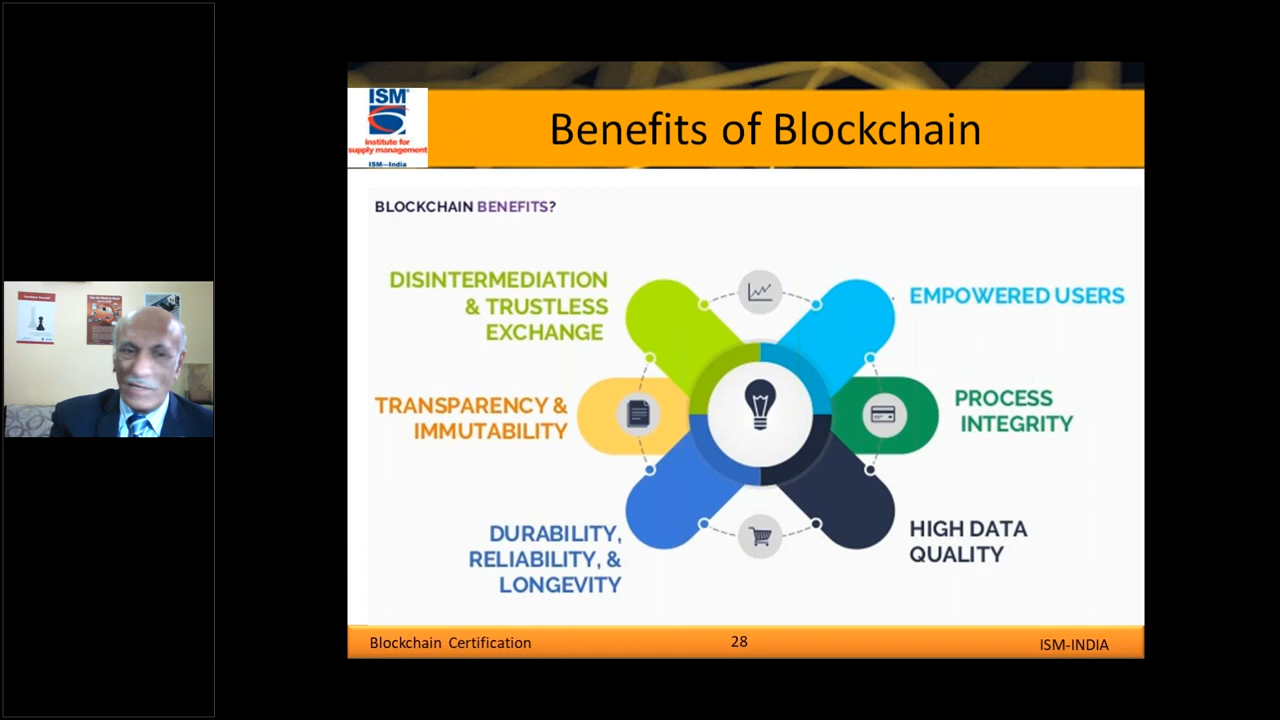 ISM®
institute for
supply management
ISM—India
Benefits of Blockchain
BLOCKCHAIN BENEFITS?
DISINTERMEDIATION
& TRUSTLESS
EXCHANGE
EMPOWERED USERS
TRANSPARENCY &
IMMUTABILITY
PROCESS
INTEGRITY
DURABILITY,
RELIABILITY, &
LONGEVITY
HIGH DATA
QUALITY
Blockchain Certification
28
ISM-INDIA